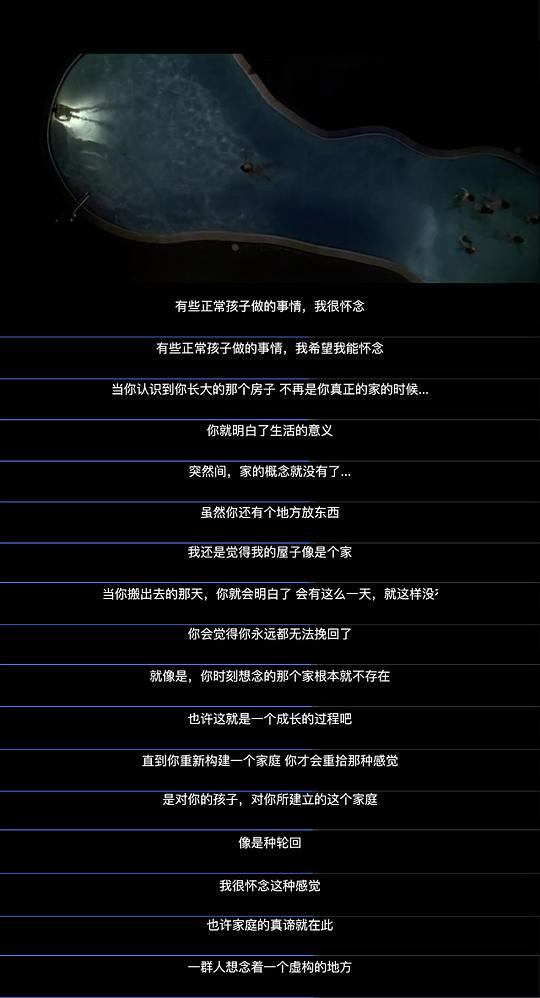 有些正常孩子做的事情，我很怀念
有些正常孩子做的事情，我希望我能怀念
当你认识到你长大的那个房子 不再是你真正的家的时候...
你就明白了生活的意义
突然间，家的概念就没有了...
虽然你还有个地方放东西
我还是觉得我的屋子像是个家
当你搬出去的那天，你就会明白了 会有这么一天，就这样没
你会觉得你永远都无法挽回了
就像是，你时刻想念的那个家根本就不存在
也许这就是一个成长的过程吧
直到你重新构建一个家庭 你才会重拾那种感觉
是对你的孩子，对你所建立的这个家庭
像是种轮回
我很怀念这种感觉
也许家庭的真谛就在此
一群人想念着一个虚构的地方